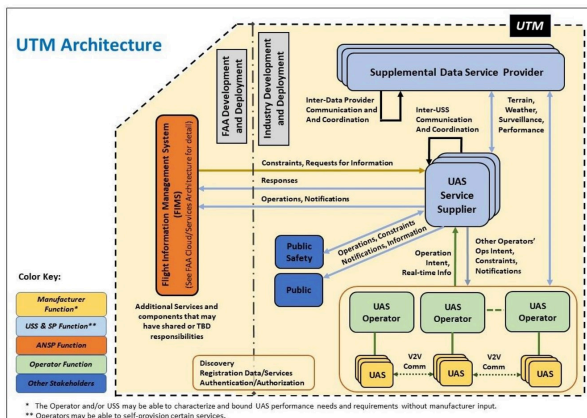 UTM
UTM Architecture
FAA Development
and Deployment
Industry Development
and Deployment
Supplemental Data Service Provider
Inter-Data Provider
Communication and
And Coordination
Inter-USS
Communication
And Coordination
Terrain,
Weather,
Surveillance,
Performance
Flight Information Management System
(FIMS)
(See FAA Cloud/Services Architecture for detail)
Constraints, Requests for Information
Responses
Operations, Notifications
UAS
Service
Supplier
Public
Safety
Public
Operations, Constraints
Notifications, Information
Operation
Intent,
Real-time Info
Other Operators'
Ops Intent,
Constraints,
Notifications
Color Key:
Manufacturer
Function*
USS & SP Function**
ANSP Function
Operator Function
Other Stakeholders
Additional Services and
components that may
have shared or TBD
responsibilities
UAS
Operator
UAS
Operator
UAS
Operator
UAS
V2V
Comm
UAS
V2V
Comm
UAS
Discovery
Registration Data/Services
Authentication/Authorization
* The Operator and/or USS may be able to characterize and bound UAS performance needs and requirements without manufacturer input.
** Operators may be able to self-provision certain services.